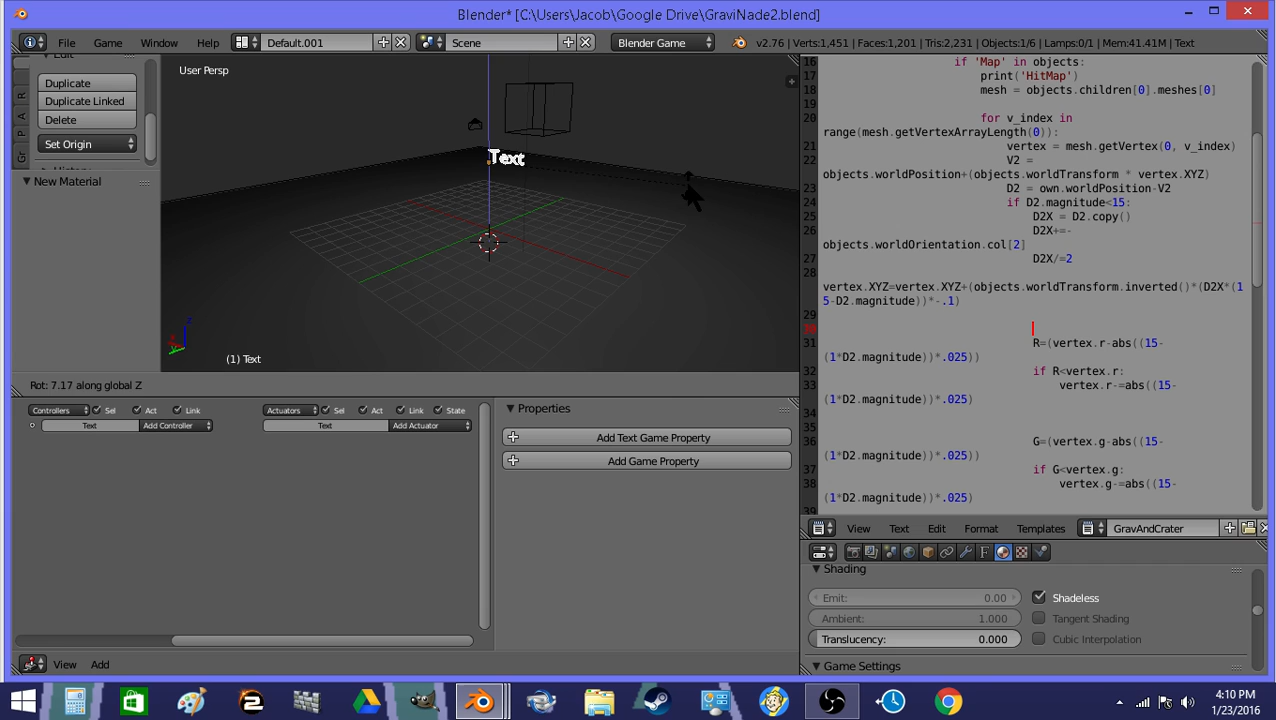 Blender* [C:\Users\Jacob\Google Drive\GraviNade2.blend]
File Game Window Help Default.001 Scene Blender Game v2.76 | Verts:1,451 | Faces:1,201 | Tris:2,231 | Objects:1/6 | Lamps:0/1 | Mem:41.41M | Text
Duplicate
Duplicate Linked
Delete
Set Origin
New Material
R
A
P
Gr
User Persp
Text
z
(1) Text
Rot: 7.17 along global Z
16 if 'Map' in objects:
17 print('HitMap')
18 mesh = objects.children[0].meshes[0]
19
20 for v_index in
range(mesh.getVertexArrayLength(0)):
21 vertex = mesh.getVertex(0, v_index)
22 V2 =
objects.worldPosition+(objects.worldTransform * vertex.XYZ)
23 D2 = own.worldPosition-V2
24 if D2.magnitude<15:
25 D2X = D2.copy()
26 D2X+=-
objects.worldOrientation.col[2]
27 D2X/=2
28
vertex.XYZ=vertex.XYZ+(objects.worldTransform.inverted()*(D2X*(1
5-D2.magnitude))*-.1)
29
30
31 R=(vertex.r-abs((15-
(1*D2.magnitude))*.025))
32 if R<vertex.r:
33 vertex.r-=abs((15-
(1*D2.magnitude))*.025)
34
35
36 G=(vertex.g-abs((15-
(1*D2.magnitude))*.025))
37 if G<vertex.g:
38 vertex.g-=abs((15-
(1*D2.magnitude))*.025)
39
View Text Edit Format Templates GravAndCrater
Controllers Sel Act Link Actuators Sel Act Link State
Text Add Controller Text Add Actuator
Properties
Add Text Game Property
Add Game Property
Shading
Emit: 0.00 Shadeless
Ambient: 1.000 Tangent Shading
Translucency: 0.000 Cubic Interpolation
Game Settings
View Add
4:10 PM
1/23/2016